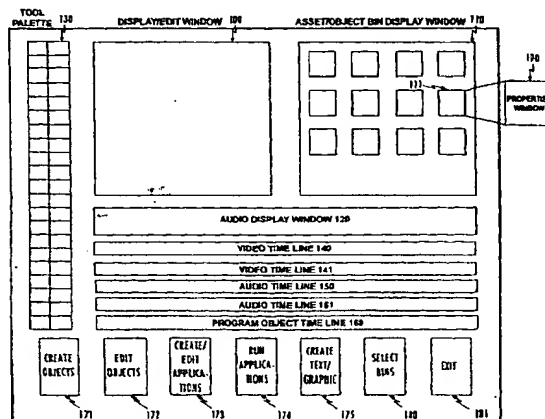 TOOL PALETTE
130
DISPLAY/EDIT WINDOW
100
ASSET/OBJECT BIN DISPLAY WINDOW
110
111
170
PROPERTIES WINDOW
AUDIO DISPLAY WINDOW 120
VIDEO TIME LINE 140
VIDEO TIME LINE 141
AUDIO TIME LINE 150
AUDIO TIME LINE 151
PROGRAM OBJECT TIME LINE 160
CREATE OBJECTS
EDIT OBJECTS
CREATE/ EDIT APPLICA- TIONS
RUN APPLICA- TIONS
CREATE TEXT/ GRAPHIC
SELECT BINS
EXIT
171
172
173
174
175
180
181